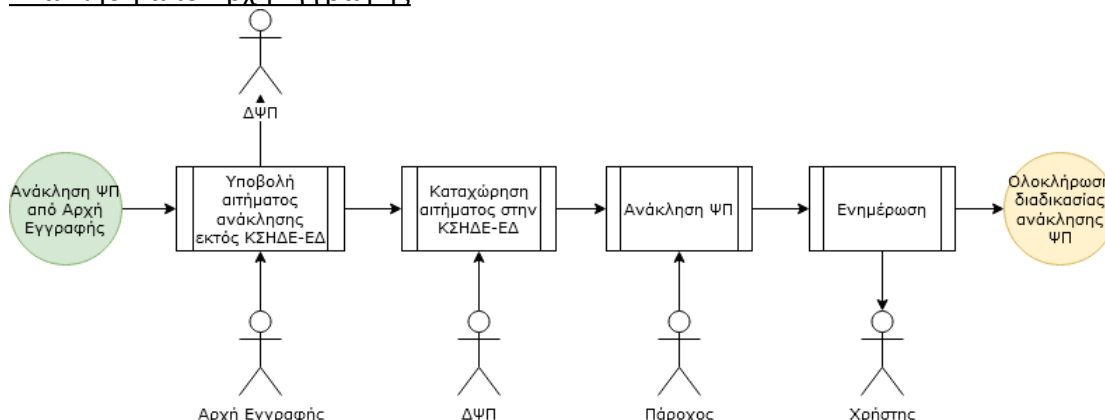 ΔΨΠ
Ανάκληση ΨΠ
από Αρχή
Εγγραφής
Υποβολή
αιτήματος
ανάκλησης
εκτός ΚΣΗΔΕ-ΕΔ
Καταχώρηση
αιτήματος στην
ΚΣΗΔΕ-ΕΔ
Ανάκληση ΨΠ
Ενημέρωση
Ολοκλήρωση
διαδικασίας
ανάκλησης
ΨΠ
Αρχή Εγγραφής
ΔΨΠ
Πάροχος
Χρήστης